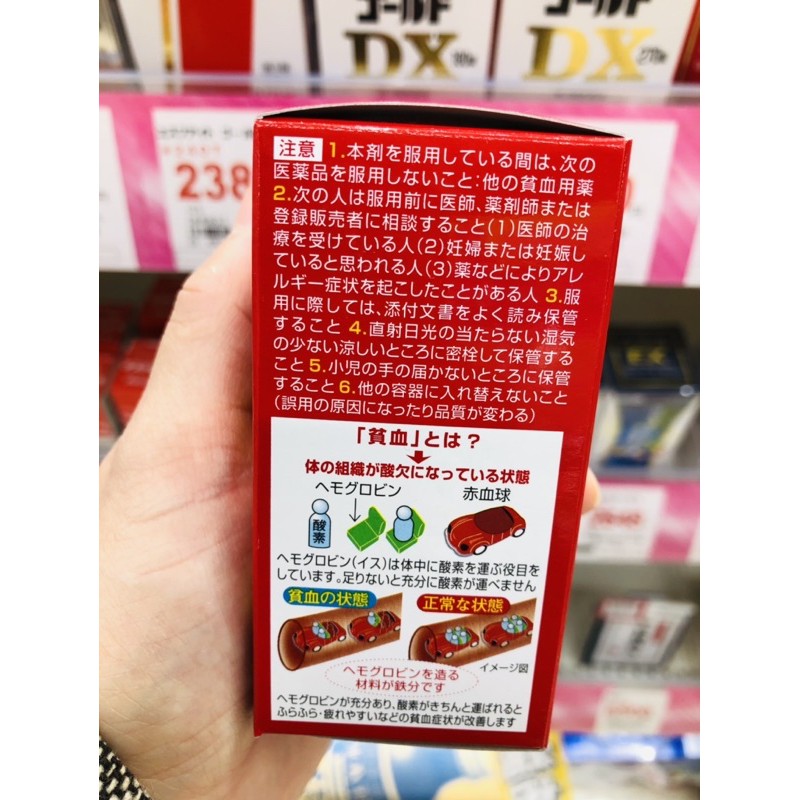 ゴールド
DX
DX
238
注意 1.本剤を服用している間は、次の
医薬品を服用しないこと:他の貧血用薬
2.次の人は服用前に医師、薬剤師または
登録販売者に相談すること(1)医師の治
療を受けている人(2)妊婦または妊娠し
ていると思われる人(3)薬などによりアレ
ルギー症状を起こしたことがある人 3.服
用に際しては、添付文書をよく読み保管
すること 4.直射日光の当たらない湿気
の少ない涼しいところに密栓して保管する
こと 5.小児の手の届かないところに保管
すること 6.他の容器に入れ替えないこと
(誤用の原因になったり品質が変わる)
「貧血」とは?
体の組織が酸欠になっている状態
ヘモグロビン 赤血球
酸素
ヘモグロビン(イス)は体中に酸素を運ぶ役目を
しています。足りないと充分に酸素が運べません
貧血の状態 正常な状態
イメージ図
ヘモグロビンを造る
材料が鉄分です
ヘモグロビンが充分あり、酸素がきちんと運ばれると
ふらふら・疲れやすいなどの貧血症状が改善します